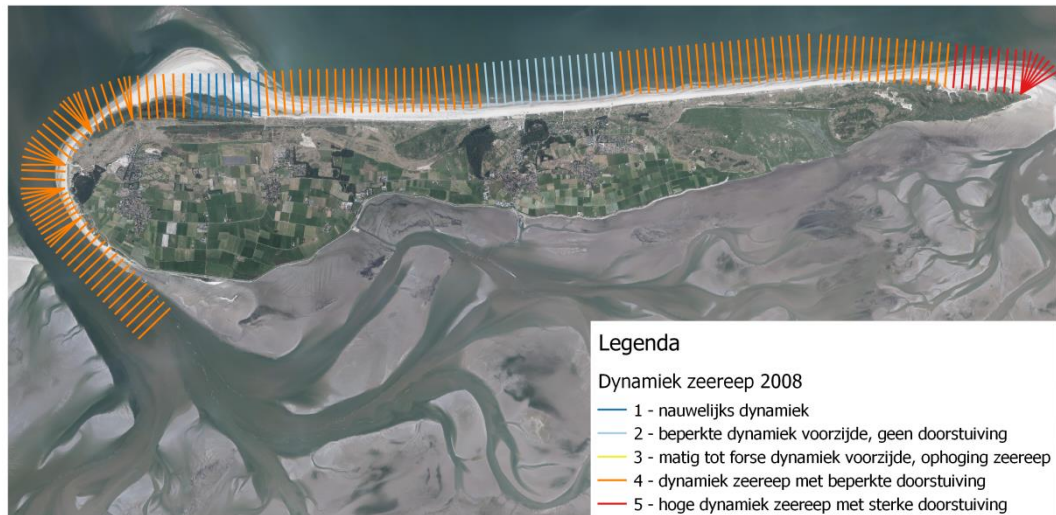 Legenda
Dynamiek zeereep 2008
1 - nauwelijks dynamiek
2 - beperkte dynamiek voorzijde, geen doorstuiving
3 - matig tot forse dynamiek voorzijde, ophoging zeereep
4 - dynamiek zeereep met beperkte doorstuiving
5 - hoge dynamiek zeereep met sterke doorstuiving